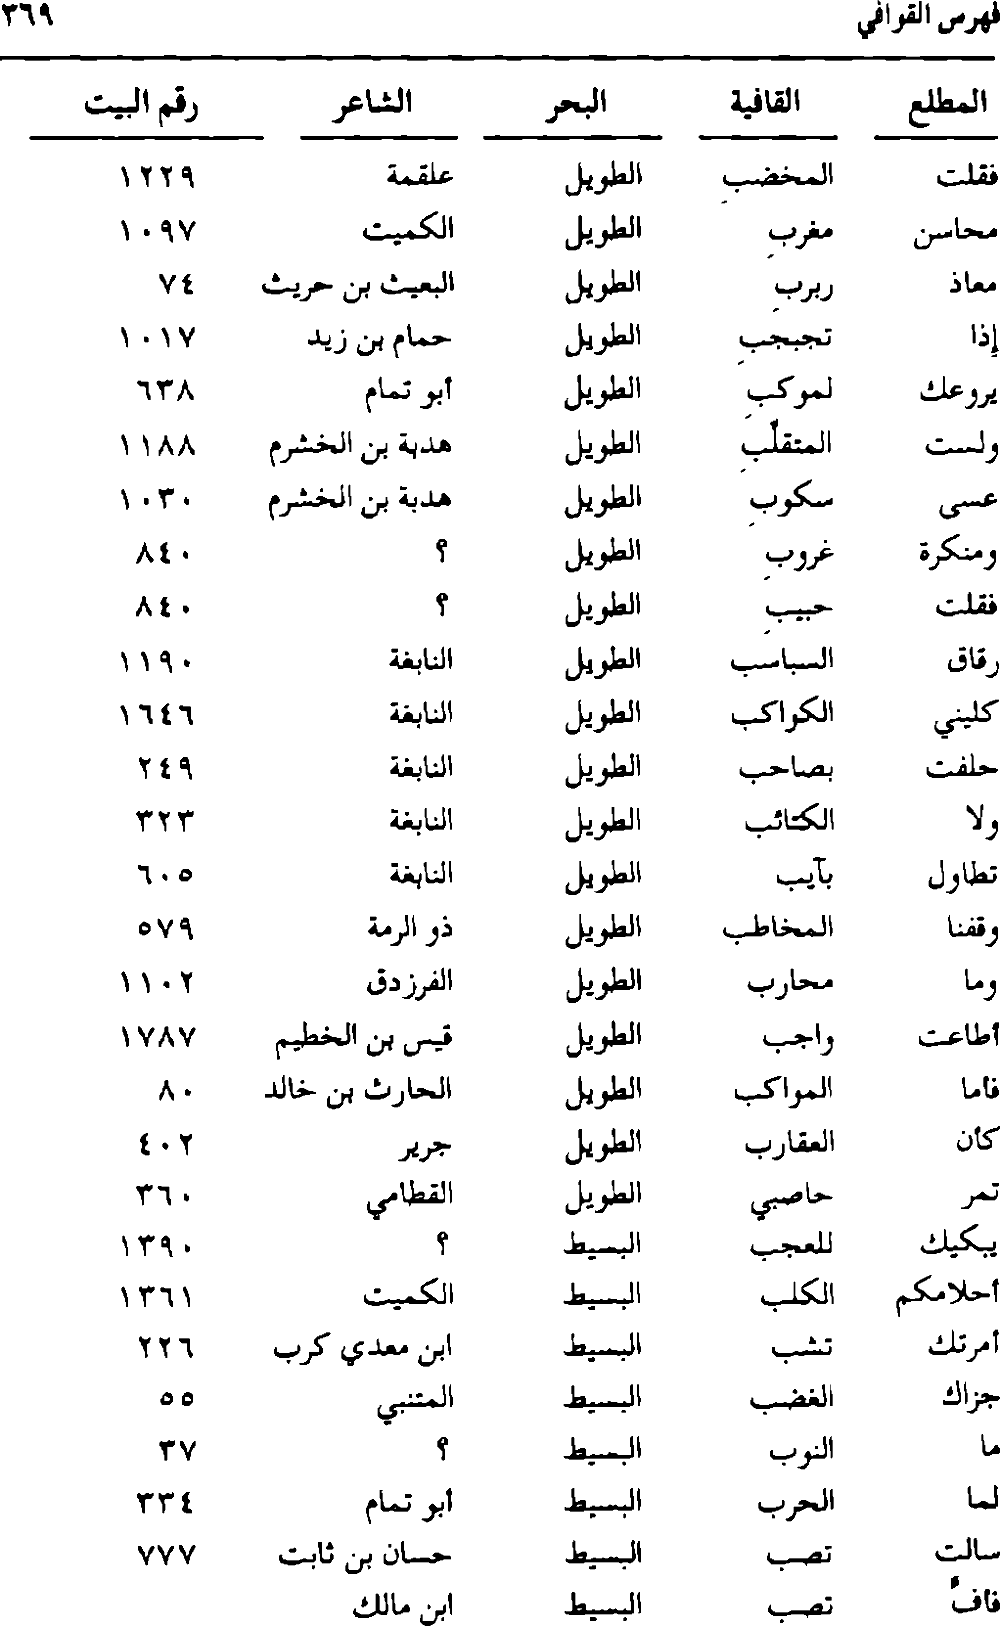 فهرس القوافي ٣٦٩
المطلع القافية البحر الشاعر رقم البيت
فقلت المخضبِ الطويل علقمة ١٢٢٩
محاسن مغربِ الطويل الكميت ١٠٩٧
معاذ ربربِ الطويل البعيث بن حريث ٧٤
إذا تجبجبِ الطويل حمام بن زيد ١٠١٧
يروعك لموكبِ الطويل أبو تمام ٦٣٨
ولست المتقلّبِ الطويل هدبة بن الخشرم ١١٨٨
عسى سكوبِ الطويل هدبة بن الخشرم ١٠٣٠
ومنكرة غروبِ الطويل ؟ ٨٤٠
فقلت حبيبِ الطويل ؟ ٨٤٠
رقاق السباسب الطويل النابغة ١١٩٠
كليني الكواكب الطويل النابغة ١٦٤٦
حلفت بصاحب الطويل النابغة ٢٤٩
ولا الكتائب الطويل النابغة ٣٢٣
تطاول بآيب الطويل النابغة ٦٠٥
وقفنا المخاطب الطويل ذو الرمة ٥٧٩
وما محارب الطويل الفرزدق ١١٠٢
أطاعت واجب الطويل قيس بن الخطيم ١٧٨٧
فأما المواكب الطويل الحارث بن خالد ٨٠
كأن العقارب الطويل جرير ٤٠٢
تمر حاصبي الطويل القطامي ٣٦٠
يبكيك للعجب البسيط ؟ ١٣٩٠
أحلامكم الكلب البسيط الكميت ١٣٦١
أمرتك تشب البسيط ابن معدي كرب ٢٢٦
جزاك الغضب البسيط المتنبي ٥٥
ما النوب البسيط ؟ ٣٧
لما الحرب البسيط أبو تمام ٣٣٤
سالت تصب البسيط حسان بن ثابت ٧٧٧
فاف تصب البسيط ابن مالك